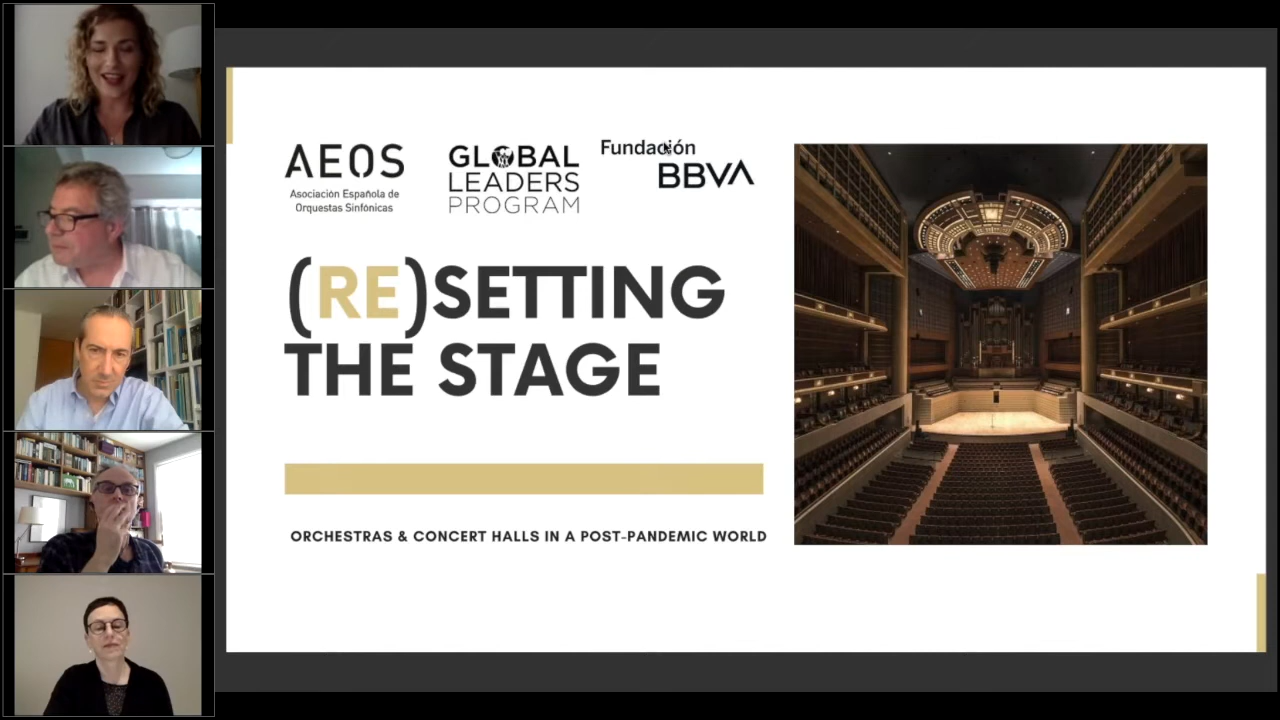 AEOS
Asociación Española de
Orquestas Sinfónicas
GLOBAL
LEADERS
PROGRAM
Fundación
BBVA
(RE)SETTING
THE STAGE
ORCHESTRAS & CONCERT HALLS IN A POST-PANDEMIC WORLD